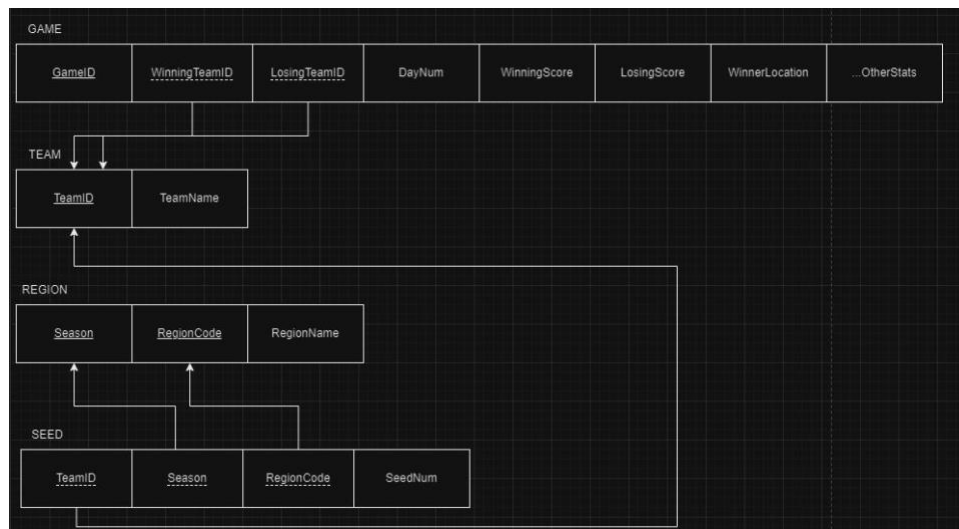 GAME
GameID WinningTeamID LosingTeamID DayNum WinningScore LosingScore WinnerLocation ...OtherStats
TEAM
TeamID TeamName
REGION
Season RegionCode RegionName
SEED
TeamID Season RegionCode SeedNum